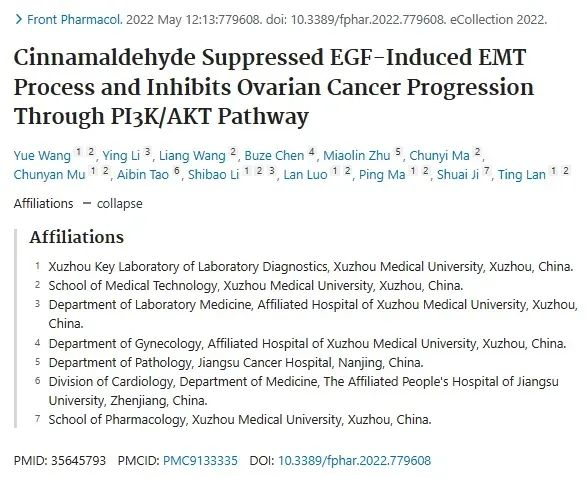 > Front Pharmacol. 2022 May 12:13:779608. doi: 10.3389/fphar.2022.779608. eCollection 2022.
Cinnamaldehyde Suppressed EGF-Induced EMT
Process and Inhibits Ovarian Cancer Progression
Through PI3K/AKT Pathway
Yue Wang 1 2, Ying Li 3, Liang Wang 2, Buze Chen 4, Miaolin Zhu 5, Chunyi Ma 2,
Chunyan Mu 1 2, Aibin Tao 6, Shibao Li 1 2 3, Lan Luo 1 2, Ping Ma 1 2, Shuai Ji 7, Ting Lan 1 2
Affiliations – collapse
Affiliations
1 Xuzhou Key Laboratory of Laboratory Diagnostics, Xuzhou Medical University, Xuzhou, China.
2 School of Medical Technology, Xuzhou Medical University, Xuzhou, China.
3 Department of Laboratory Medicine, Affiliated Hospital of Xuzhou Medical University, Xuzhou,
China.
4 Department of Gynecology, Affiliated Hospital of Xuzhou Medical University, Xuzhou, China.
5 Department of Pathology, Jiangsu Cancer Hospital, Nanjing, China.
6 Division of Cardiology, Department of Medicine, The Affiliated People's Hospital of Jiangsu
University, Zhenjiang, China.
7 School of Pharmacology, Xuzhou Medical University, Xuzhou, China.
PMID: 35645793 PMCID: PMC9133335 DOI: 10.3389/fphar.2022.779608